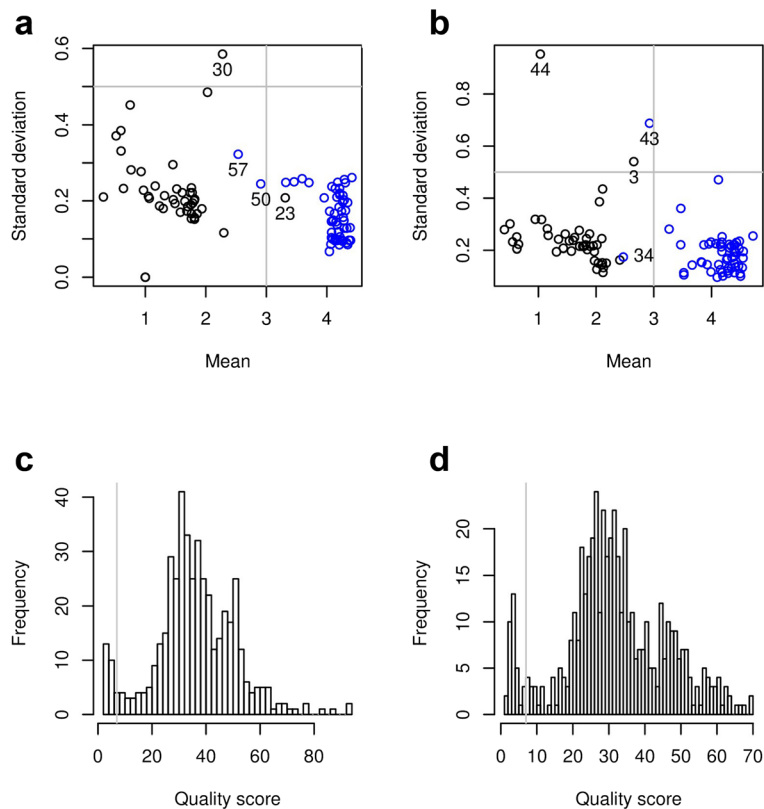 a
Standard deviation
0.0 0.2 0.4 0.6
30
57
50
23
1 2 3 4
Mean
b
Standard deviation
0.2 0.4 0.6 0.8
44
43
3
34
1 2 3 4
Mean
c
Frequency
0 10 20 30 40
0 20 40 60 80
Quality score
d
Frequency
0 5 10 15 20
0 10 20 30 40 50 60 70
Quality score